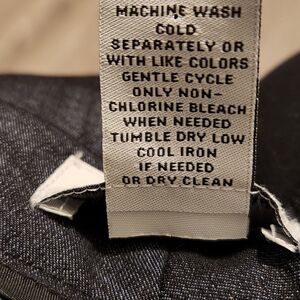 MACHINE WASH
COLD
SEPARATELY OR
WITH LIKE COLORS
GENTLE CYCLE
ONLY NON-
CHLORINE BLEACH
WHEN NEEDED
TUMBLE DRY LOW
COOL IRON
IF NEEDED
OR DRY CLEAN